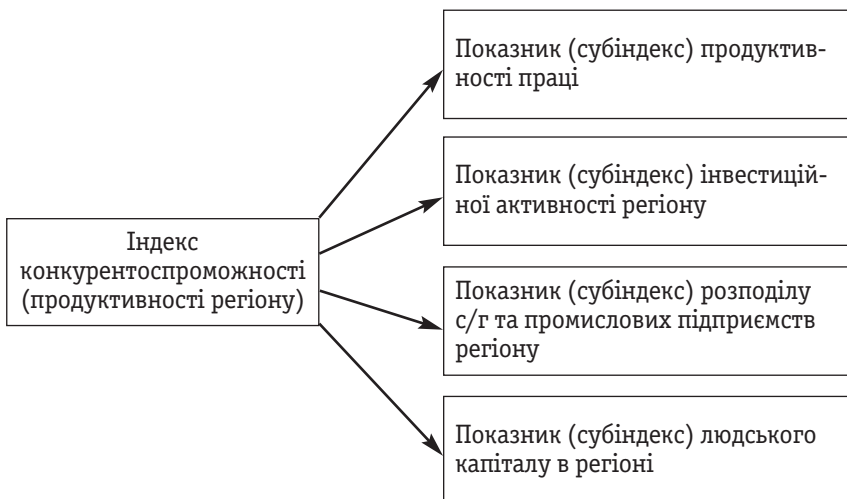 Показник (субіндекс) продуктив-
ності праці
Показник (субіндекс) інвестицій-
ної активності регіону
Індекс
конкурентоспроможності
(продуктивності регіону)
Показник (субіндекс) розподілу
с/г та промислових підприємств
регіону
Показник (субіндекс) людського
капіталу в регіоні